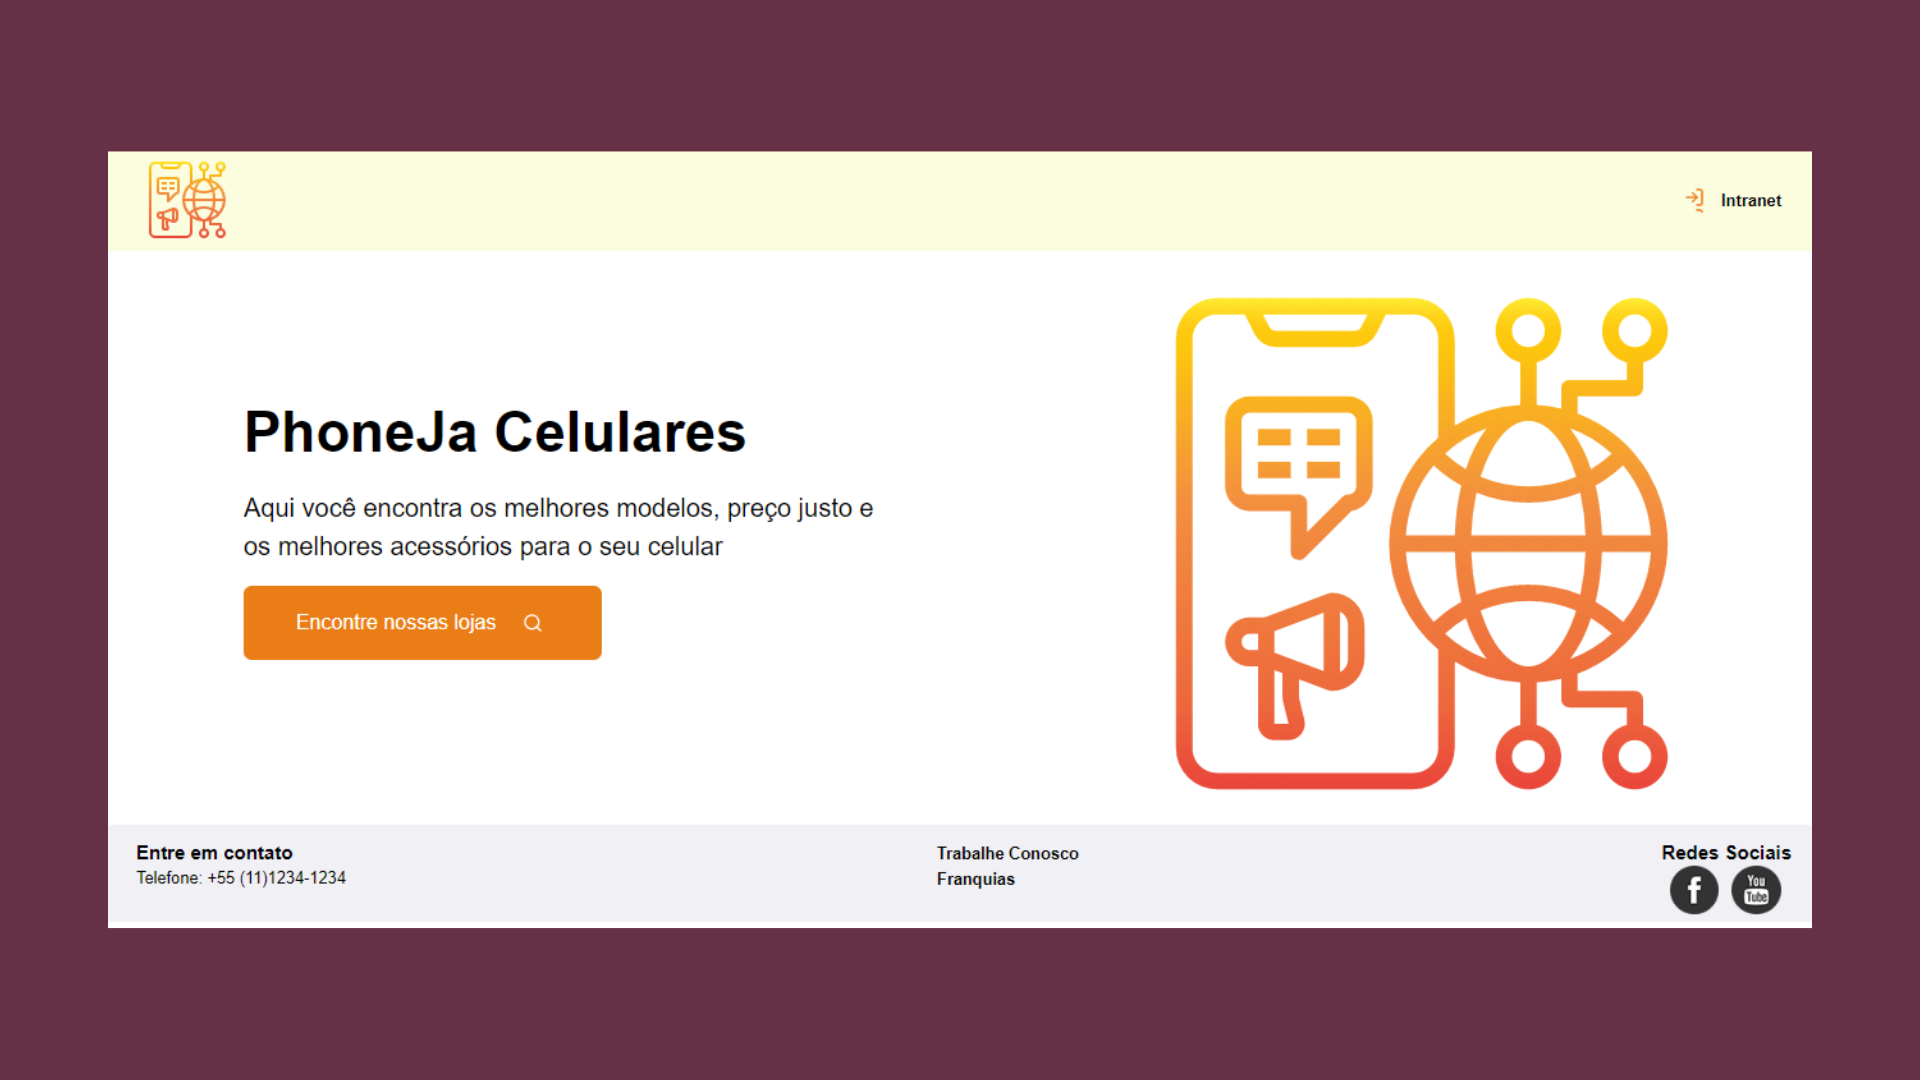 Intranet
PhoneJa Celulares
Aqui você encontra os melhores modelos, preço justo e
os melhores acessórios para o seu celular
Encontre nossas lojas
Entre em contato
Telefone: +55 (11)1234-1234
Trabalhe Conosco
Franquias
Redes Sociais
f
You
Tube